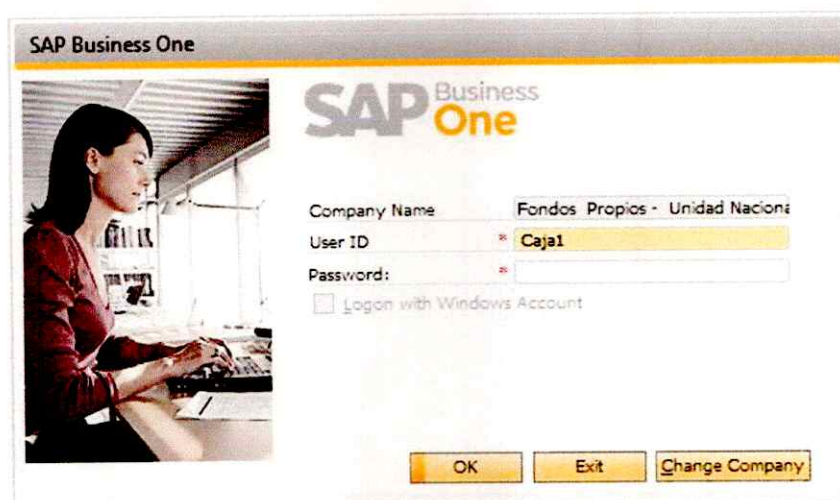 SAP Business One
SAP Business One
Company Name Fondos Propios - Unidad Naciona
User ID * Caja1
Password: *
Logon with Windows Account
OK Exit Change Company